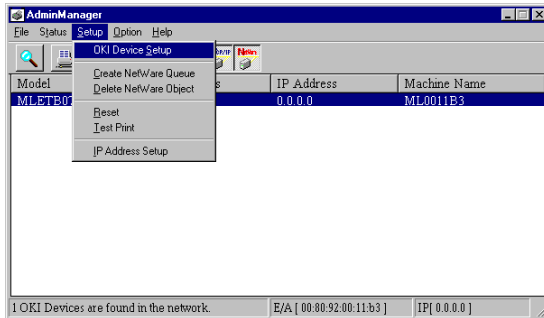 AdminManager
File Status Setup Option Help
OKI Device Setup
Create NetWare Queue
Delete NetWare Object
Reset
Test Print
IP Address Setup
Model IP Address Machine Name
0.0.0.0 ML0011B3
1 OKI Devices are found in the network. E/A [ 00:80:92:00:11:b3 ] IP[ 0.0.0.0 ]